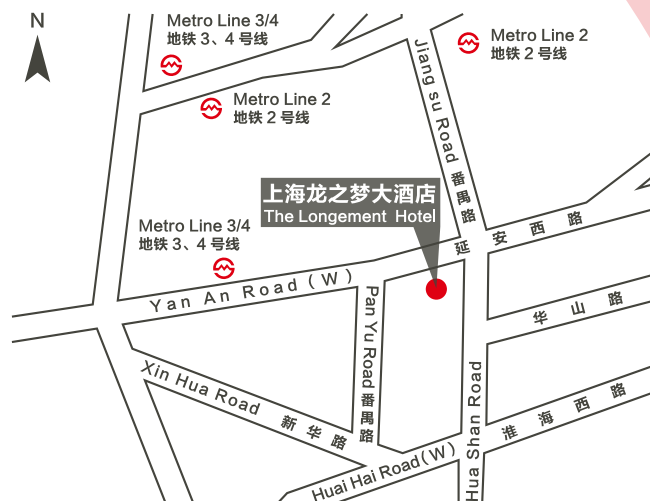 N
Metro Line 3/4
地铁 3、4 号线
Metro Line 2
地铁 2 号线
Metro Line 2
地铁 2 号线
Jiang su Road 番禺路
上海龙之梦大酒店
The Longement Hotel
Metro Line 3/4
地铁 3、4 号线
延安西路
Yan An Road (W)
Pan Yu Road 番禺路
华山路
Xin Hua Road 新华路
Hua Shan Road
淮海西路
Huai Hai Road (W)